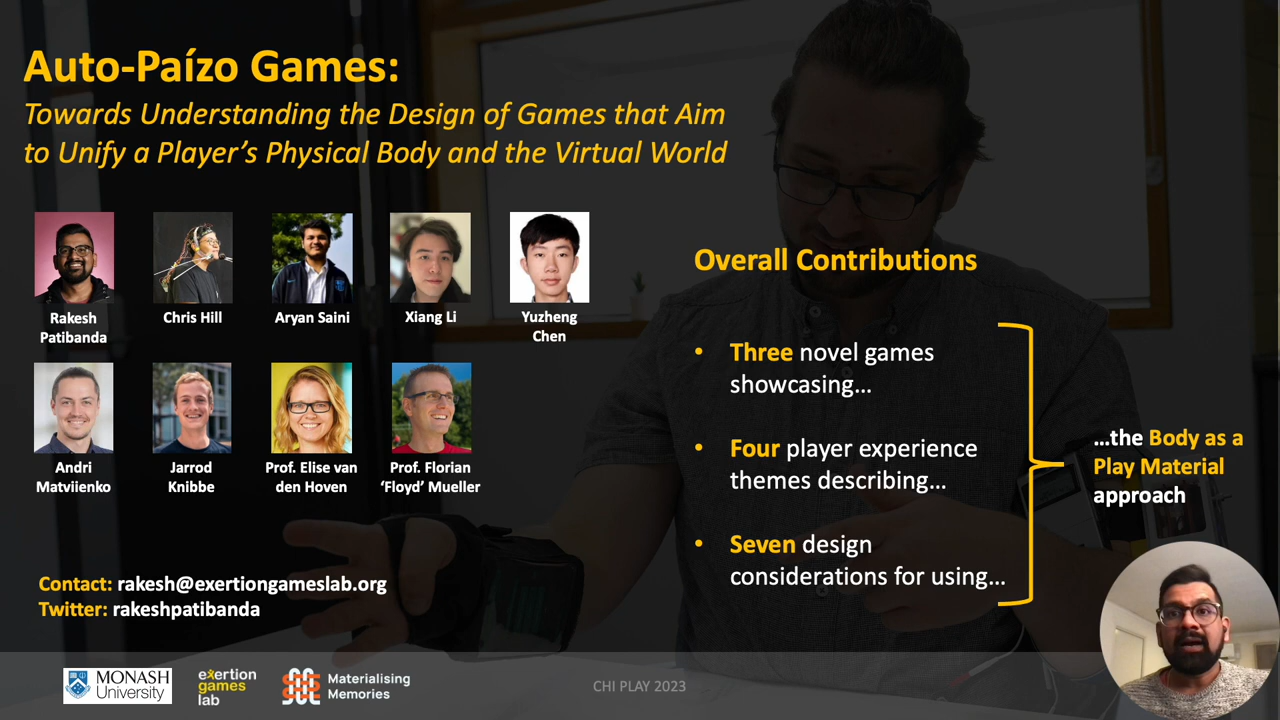 Auto-Paízo Games:
Towards Understanding the Design of Games that Aim
to Unify a Player's Physical Body and the Virtual World
Rakesh
Patibanda
Chris Hill
Aryan Saini
Xiang Li
Yuzheng
Chen
Andri
Matviienko
Jarrod
Knibbe
Prof. Elise van
den Hoven
Prof. Florian
‘Floyd’ Mueller
Contact: rakesh@exertiongameslab.org
Twitter: rakeshpatibanda
Overall Contributions
• Three novel games
showcasing...
• Four player experience
themes describing...
• Seven design
considerations for using...
...the Body as a
Play Material
approach
MONASH
University
exertion
games
lab
Materialising
Memories
CHI PLAY 2023